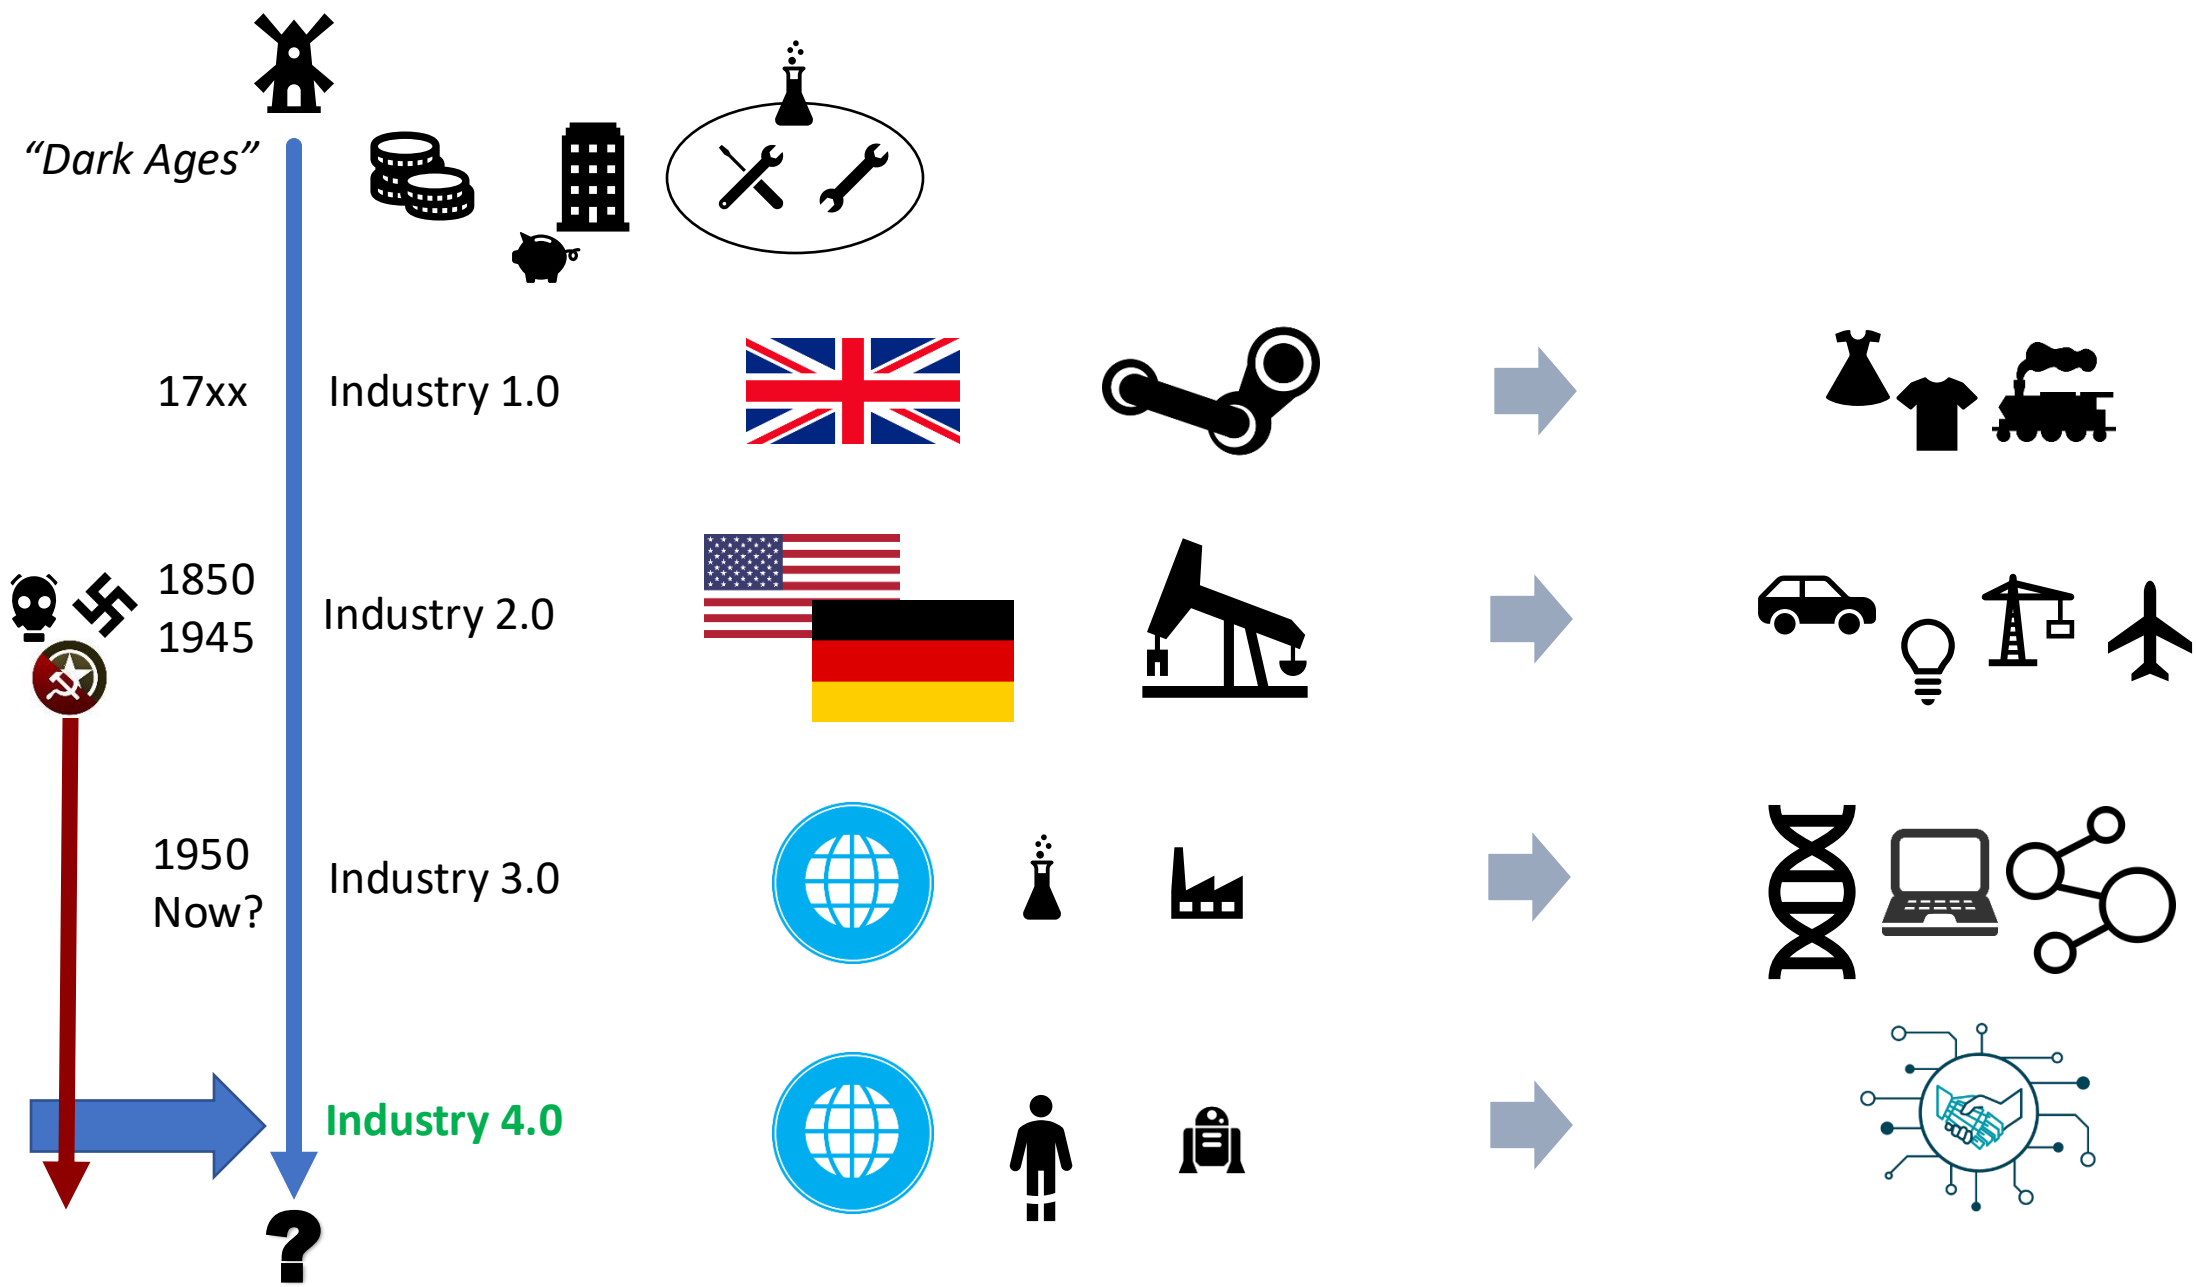 “Dark Ages”
17xx
Industry 1.0
1850
1945
Industry 2.0
1950
Now?
Industry 3.0
Industry 4.0
?